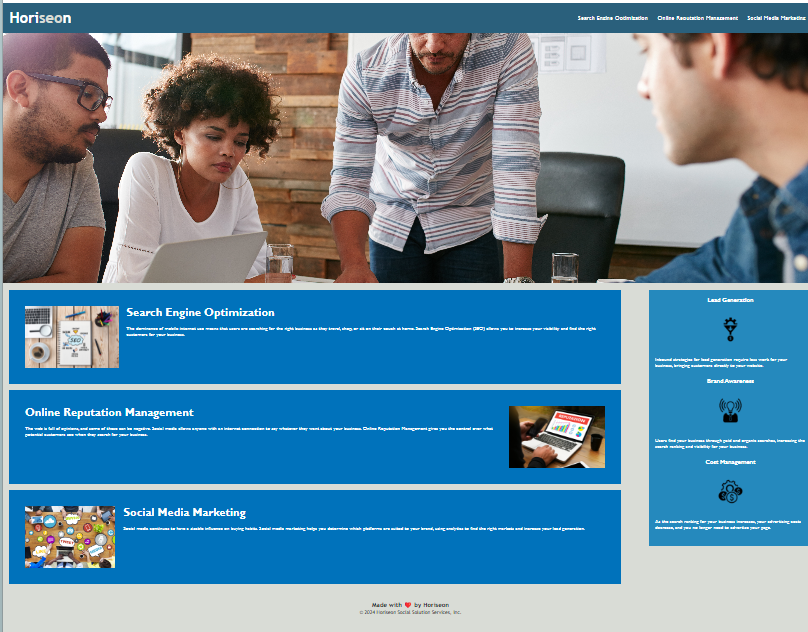 Horiseon
Search Engine Optimization Online Reputation Management Social Media Marketing
Search Engine Optimization
The dominance of mobile internet use means that users are searching for the right business as they travel, shop, or sit on their couch at home. Search Engine Optimization (SEO) allows you to increase your visibility and find the right
customers for your business.
Online Reputation Management
The web is full of opinions, and some of these can be negative. Social media allows anyone with an internet connection to say whatever they want about your business. Online Reputation Management gives you the control over what
potential customers see when they search for your business.
Social Media Marketing
Social media continues to have a sizable influence on buying habits. Social media marketing helps you determine which platforms are suited to your brand, using analytics to find the right markets and increase your lead generation.
Lead Generation
Inbound strategies for lead generation require less work for your
business, bringing customers directly to your website.
Brand Awareness
Users find your business through paid and organic searches, increasing the
search ranking and visibility for your business.
Cost Management
As the search ranking for your business increases, your advertising costs
decrease, and you no longer need to advertise your page.
SEO
Made with ❤️ by Horiseon
© 2024 Horiseon Social Solution Services, Inc.